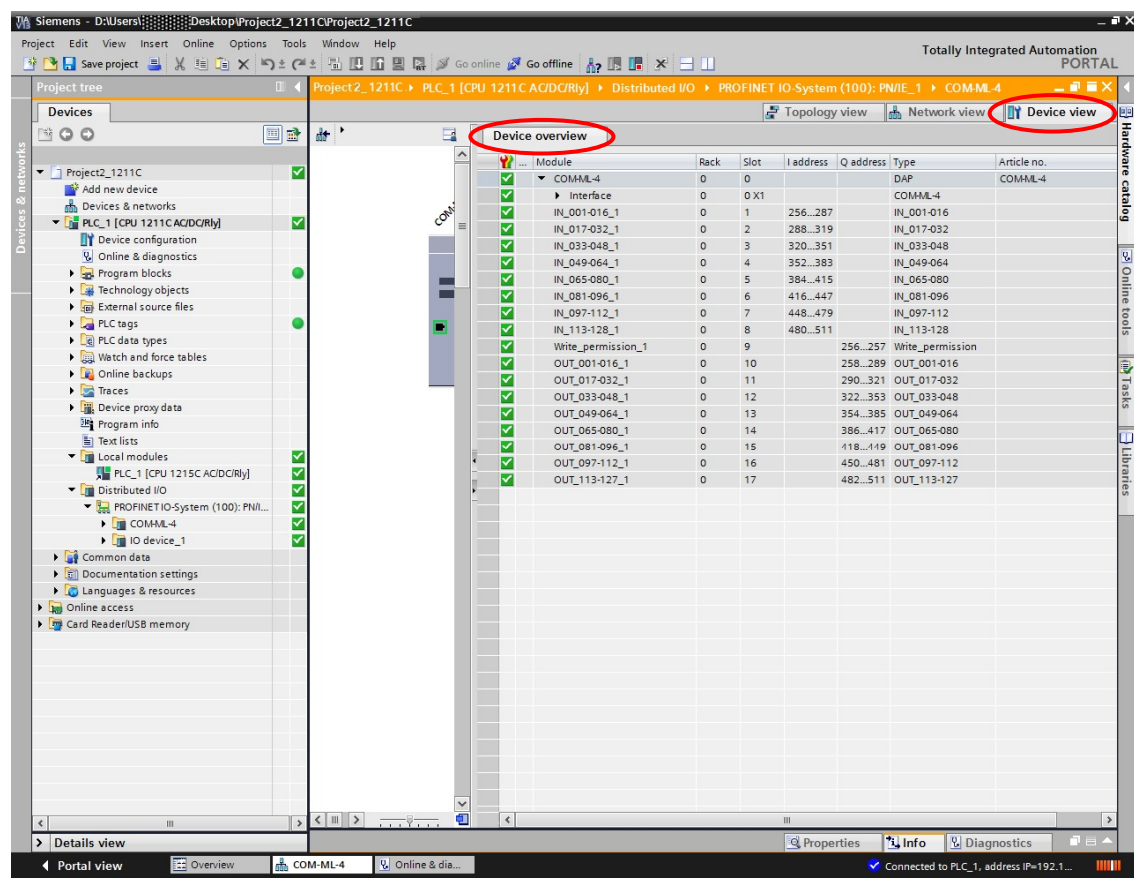 Siemens - D:\Users\ Desktop\Project2_1211C\Project2_1211C
Project Edit View Insert Online Options Tools Window Help
Totally Integrated Automation
PORTAL
Save project Go online Go offline
Project tree
Project2_1211C PLC_1 [CPU 1211C AC/DC/Rly] Distributed I/O PROFINET IO-System (100): PN/IE_1 COM-ML-4
Devices
Topology view Network view Device view
Device overview
Devices & networks
Hardware catalog
Online tools
Tasks
Libraries
Project2_1211C
Add new device
Devices & networks
PLC_1 [CPU 1211C AC/DC/Rly]
Device configuration
Online & diagnostics
Program blocks
Technology objects
External source files
PLC tags
PLC data types
Watch and force tables
Online backups
Traces
Device proxy data
Program info
Text lists
Local modules
PLC_1 [CPU 1215C AC/DC/Rly]
Distributed I/O
PROFINET IO-System (100): PN/I...
COM-ML-4
IO device_1
Common data
Documentation settings
Languages & resources
Online access
Card Reader/USB memory
... Module Rack Slot I address Q address Type Article no.
COM-ML-4 0 0 DAP COM-ML-4
Interface 0 0 X1 COM-ML-4
IN_001-016_1 0 1 256...287 IN_001-016
IN_017-032_1 0 2 288...319 IN_017-032
IN_033-048_1 0 3 320...351 IN_033-048
IN_049-064_1 0 4 352...383 IN_049-064
IN_065-080_1 0 5 384...415 IN_065-080
IN_081-096_1 0 6 416...447 IN_081-096
IN_097-112_1 0 7 448...479 IN_097-112
IN_113-128_1 0 8 480...511 IN_113-128
Write_permission_1 0 9 256...257 Write_permission
OUT_001-016_1 0 10 258...289 OUT_001-016
OUT_017-032_1 0 11 290...321 OUT_017-032
OUT_033-048_1 0 12 322...353 OUT_033-048
OUT_049-064_1 0 13 354...385 OUT_049-064
OUT_065-080_1 0 14 386...417 OUT_065-080
OUT_081-096_1 0 15 418...449 OUT_081-096
OUT_097-112_1 0 16 450...481 OUT_097-112
OUT_113-127_1 0 17 482...511 OUT_113-127
Details view
Properties Info Diagnostics
Portal view Overview COM-ML-4 Online & dia...
Connected to PLC_1, address IP=192.1...